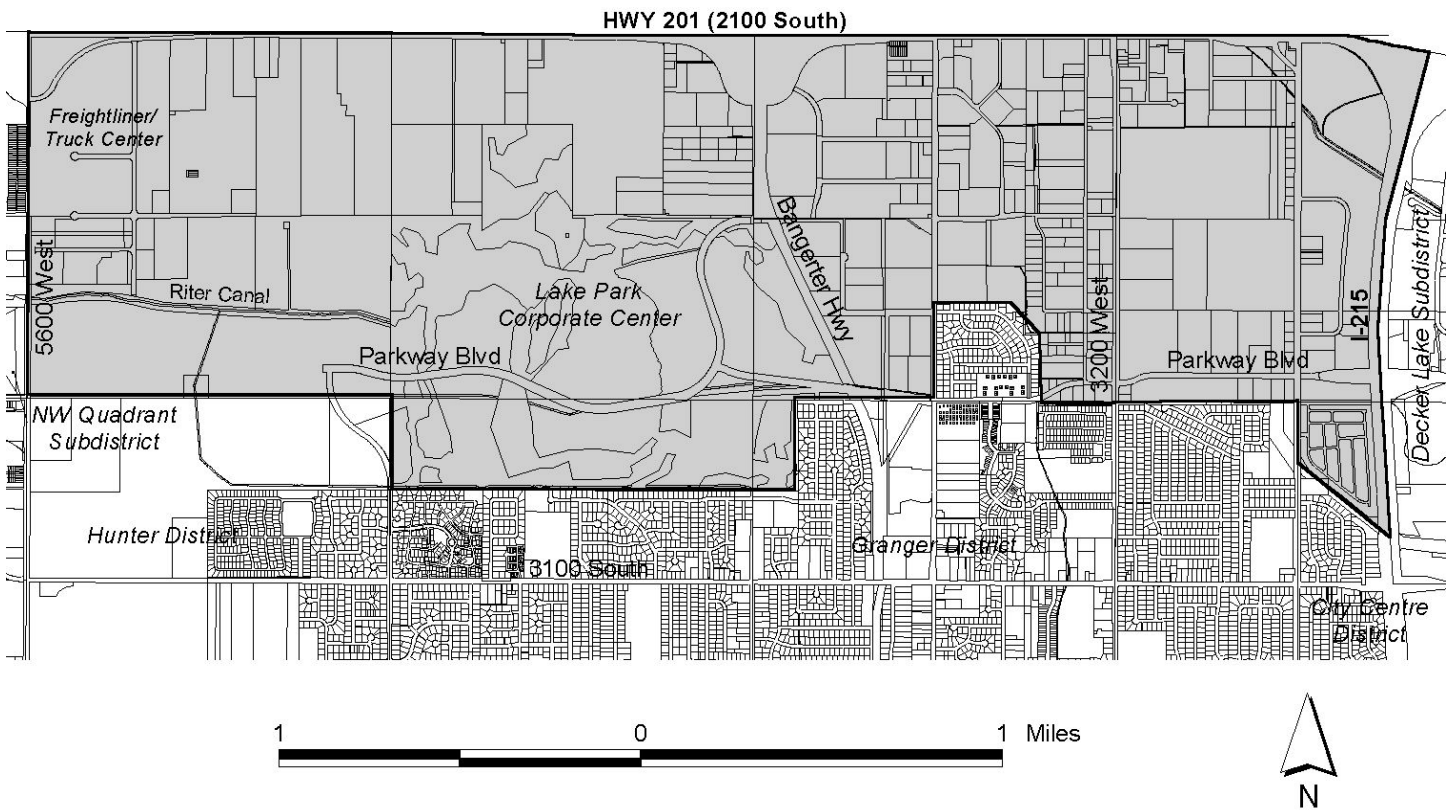 HWY 201 (2100 South)
Freightliner/
Truck Center
5600 West
Riter Canal
Lake Park
Corporate Center
Bangerter Hwy
3200 West
I-215
Decker Lake Subdistrict
Parkway Blvd
Parkway Blvd
NW Quadrant
Subdistrict
Hunter District
Granger District
3100 South
City Centre
District
1 0 1 Miles
N